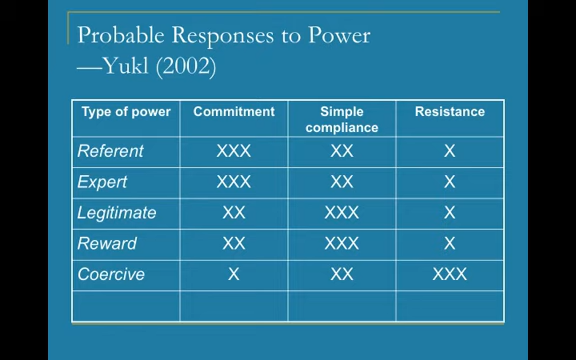 Probable Responses to Power
—Yukl (2002)
Type of power Commitment Simple compliance Resistance
Referent XXX XX X
Expert XXX XX X
Legitimate XX XXX X
Reward XX XXX X
Coercive X XX XXX